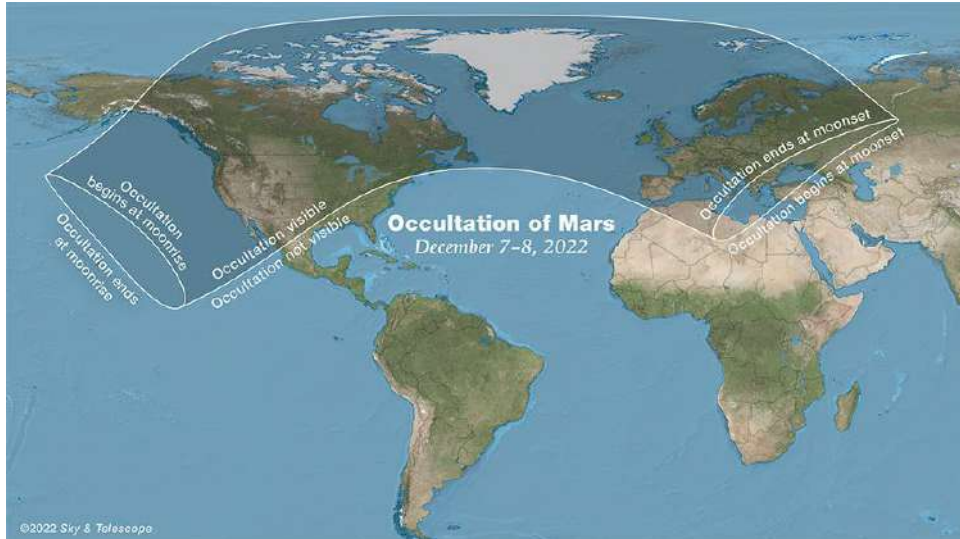 Occultation ends at moonset
Occultation begins at moonset
Occultation
begins at moonrise
Occultation ends
at moonrise
Occultation visible
Occultation not visible
Occultation of Mars
December 7–8, 2022
©2022 Sky & Telescope